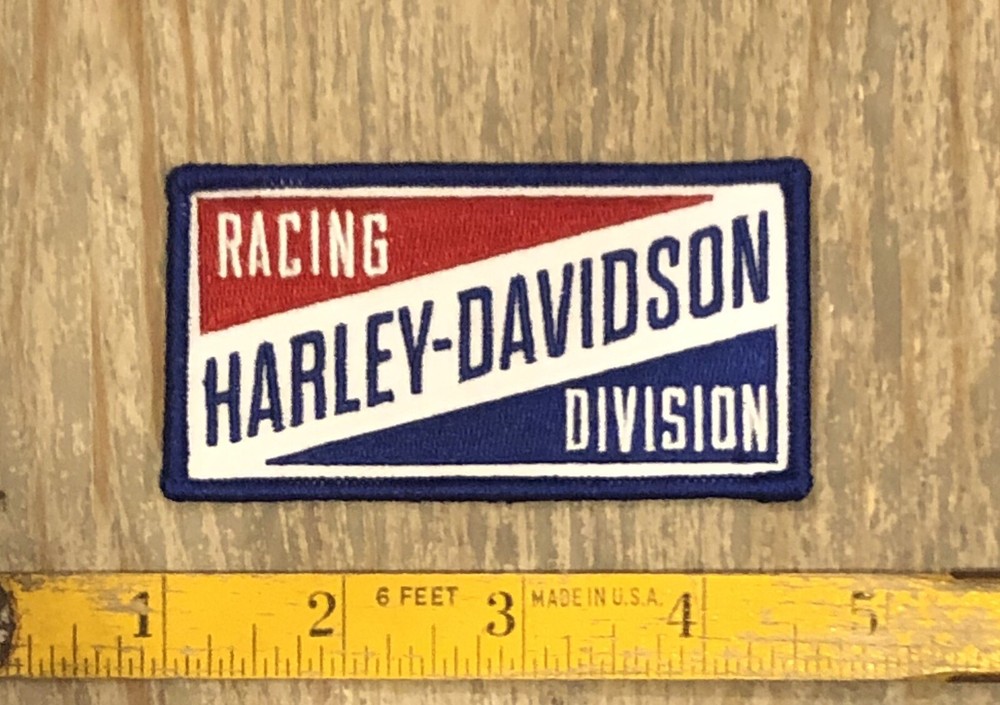 RACING
HARLEY-DAVIDSON
DIVISION
1 2 6 FEET 3 MADE IN U.S.A. 4 5